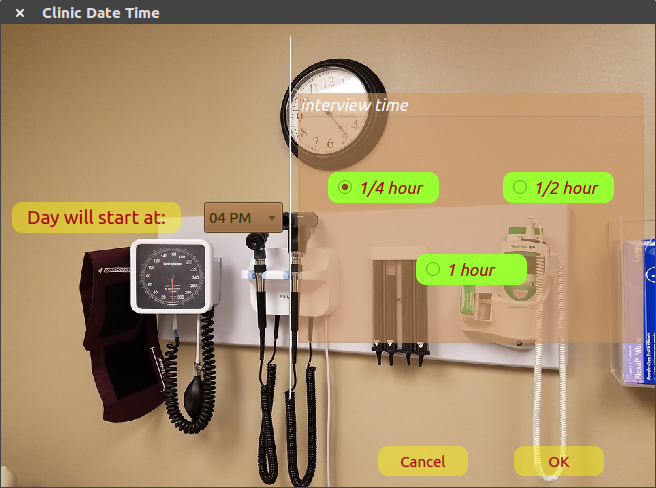 Clinic Date Time
interview time
1/4 hour
1/2 hour
Day will start at:
04 PM
1 hour
Cancel
OK